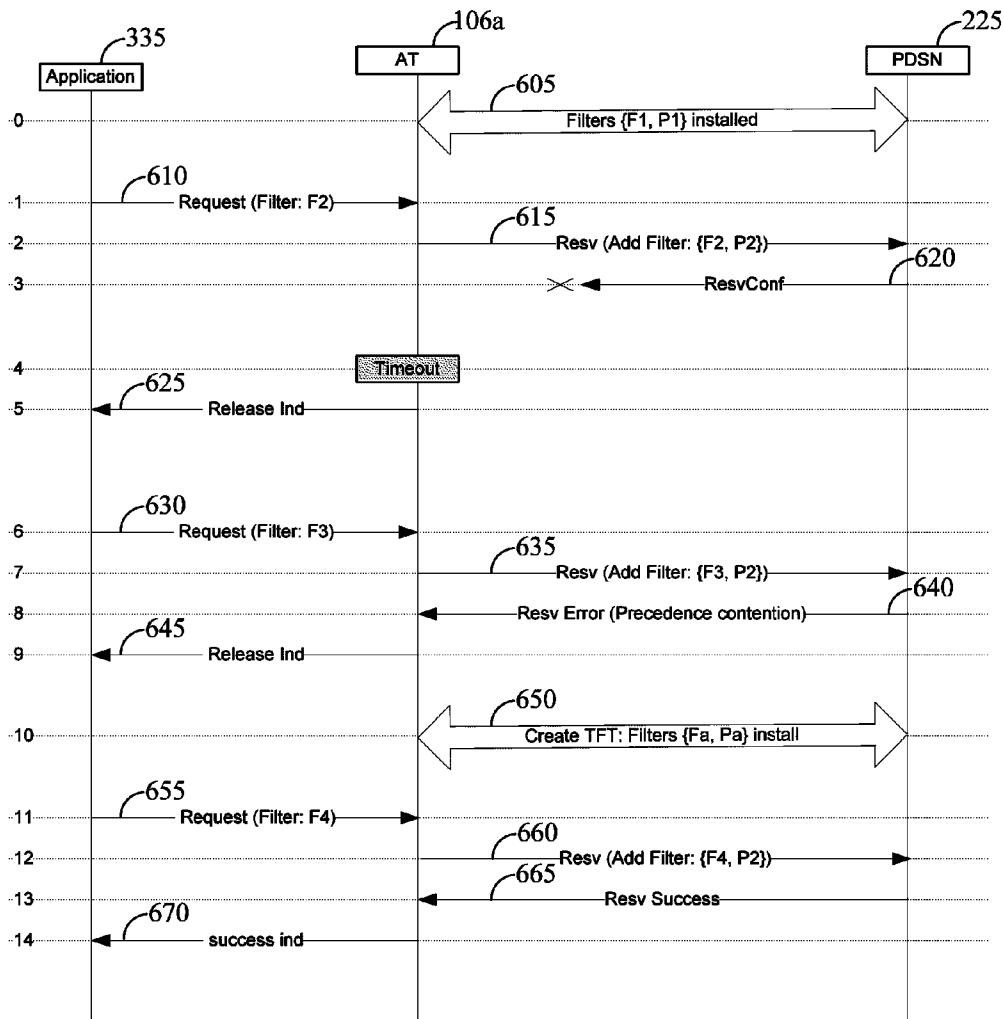 335 106a 225
Application AT PDSN
605
0 Filters {F1, P1} installed
610
1 Request (Filter: F2)
615
2 Resv (Add Filter: {F2, P2})
620
3 ResvConf
4 Timeout
625
5 Release Ind
630
6 Request (Filter: F3)
635
7 Resv (Add Filter: {F3, P2})
640
8 Resv Error (Precedence contention)
645
9 Release Ind
650
10 Create TFT: Filters {Fa, Pa} install
655
11 Request (Filter: F4)
660
12 Resv (Add Filter: {F4, P2})
665
13 Resv Success
670
14 success ind